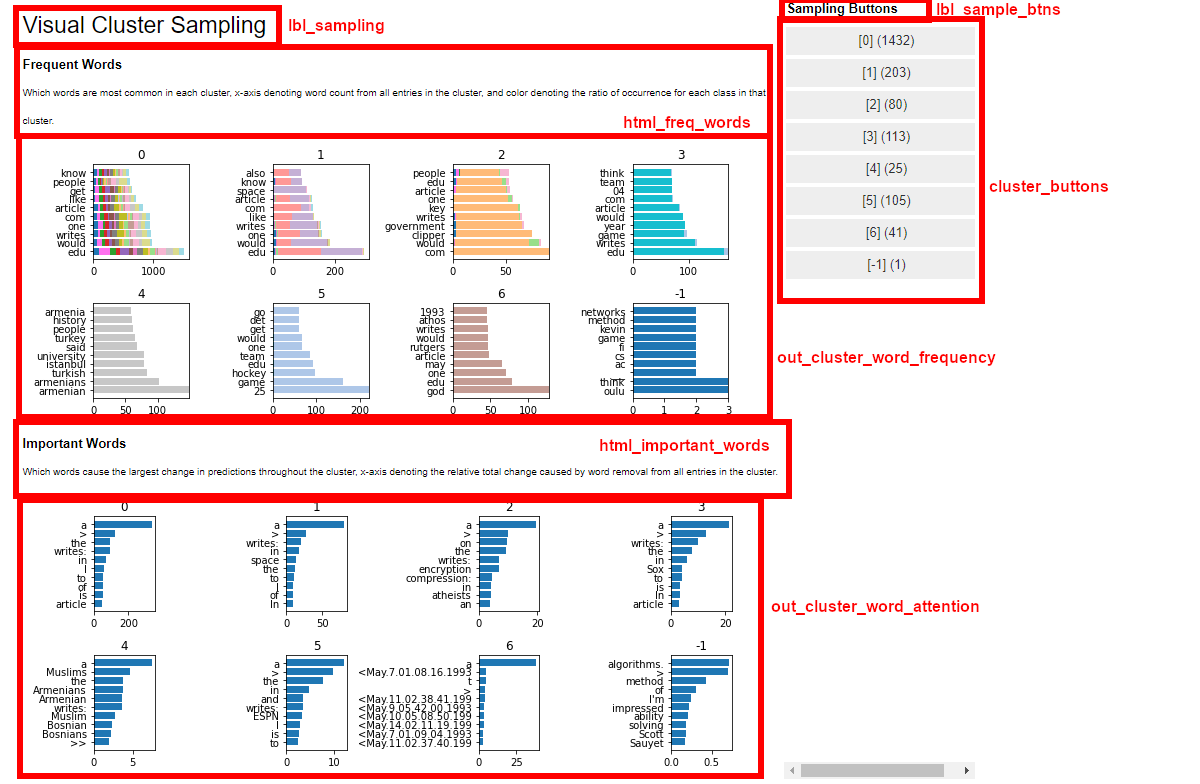 Visual Cluster Sampling
lbl_sampling
Frequent Words
Which words are most common in each cluster, x-axis denoting word count from all entries in the cluster, and color denoting the ratio of occurrence for each class in that
cluster.
html_freq_words
0
know
people
get
like
article
com
one
writes
would
edu
0 1000
1
also
know
space
article
com
like
writes
one
would
edu
0 200
2
people
edu
article
one
key
writes
government
clipper
would
com
0 50
3
think
team
04
com
article
would
year
game
writes
edu
0 100
4
armenia
history
people
turkey
said
university
istanbul
turkish
armenians
armenian
0 50 100
5
go
det
get
would
one
team
edu
hockey
game
25
0 100 200
6
1993
athos
writes
would
rutgers
article
may
one
edu
god
0 50 100
-1
networks
method
kevin
game
fi
cs
ac
think
oulu
0 1 2 3
out_cluster_word_frequency
Important Words
html_important_words
Which words cause the largest change in predictions throughout the cluster, x-axis denoting the relative total change caused by word removal from all entries in the cluster.
0
a
>
the
writes:
in
I
to
of
is
article
0 200
1
a
>
writes:
in
space
the
to
I
of
In
0 50
2
a
>
on
the
writes:
encryption
compression:
in
atheists
an
0 20
3
a
>
writes:
the
in
Sox
to
is
In
article
0 20
4
a
Muslims
the
Armenians
Armenian
writes:
Muslim
Bosnian
Bosnians
>>
0 5
5
a
>
the
in
and
writes:
ESPN
I
is
to
0 10
6
a
<May.7.01.08.16.1993
t
>
<May.11.02.38.41.199
<May.9.05.42.00.1993
<May.10.05.08.50.199
<May.14.02.11.19.199
<May.7.01.09.04.1993
<May.11.02.37.40.199
0 25
-1
algorithms.
>
method
of
I'm
impressed
ability
solving
Scott
Sauyet
0.0 0.5
out_cluster_word_attention
Sampling Buttons
lbl_sample_btns
[0] (1432)
[1] (203)
[2] (80)
[3] (113)
[4] (25)
[5] (105)
[6] (41)
[-1] (1)
cluster_buttons